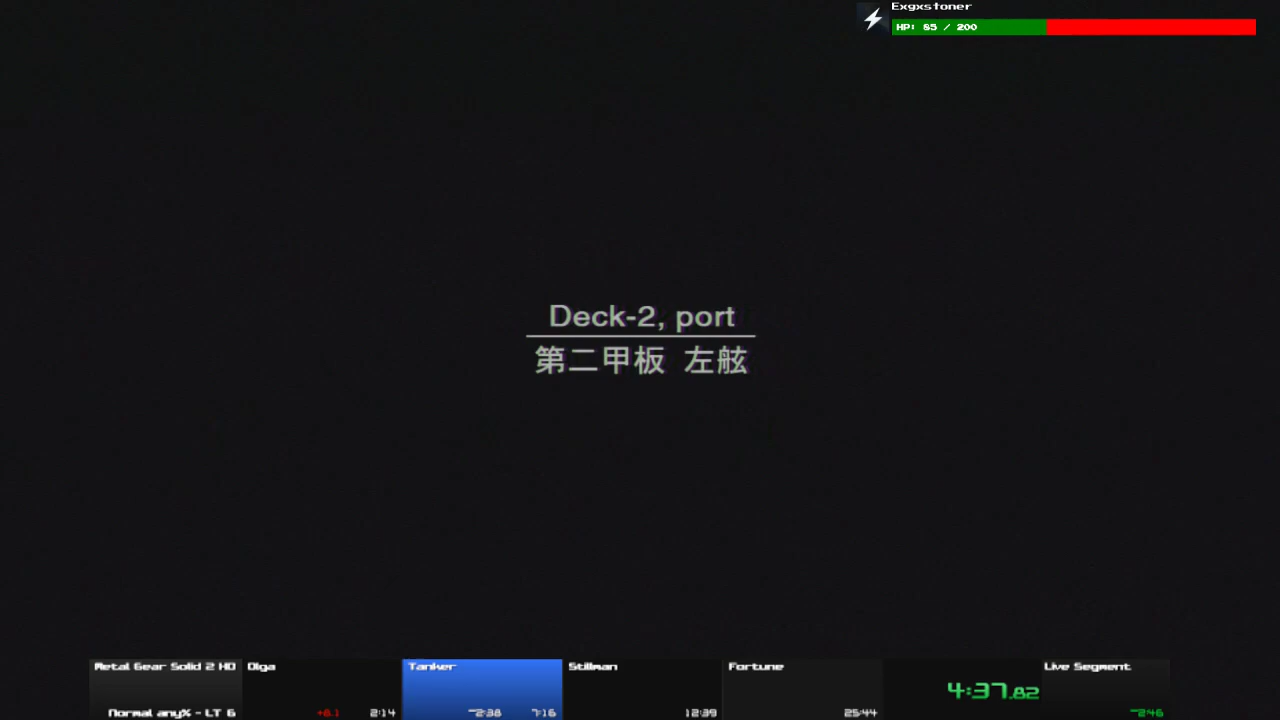 Exgxstoner
HP: 85 / 200
Deck-2, port
第二甲板 左舷
Metal Gear Solid 2 HD
Normal any% - LT 6
Olga
+8.1 2:14
Tanker
−2:38 7:16
Stillman
12:39
Fortune
25:44
4:37.82
Live Segment
−2:46